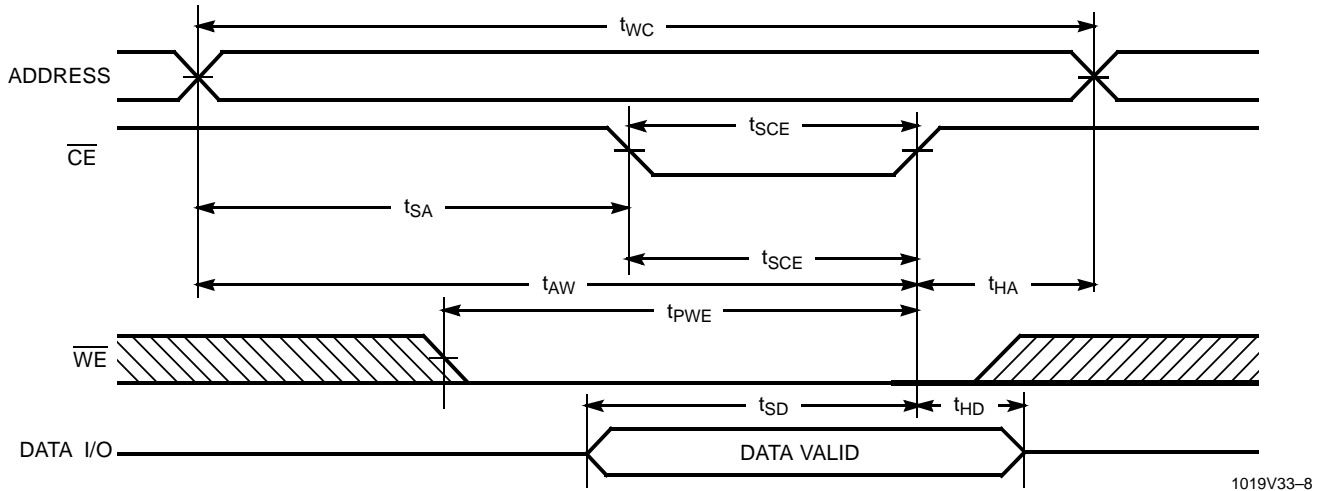 tWC
ADDRESS
tSCE
CE
tSA
tSCE
tAW
tHA
tPWE
WE
tSD
tHD
DATA I/O
DATA VALID
1019V33–8